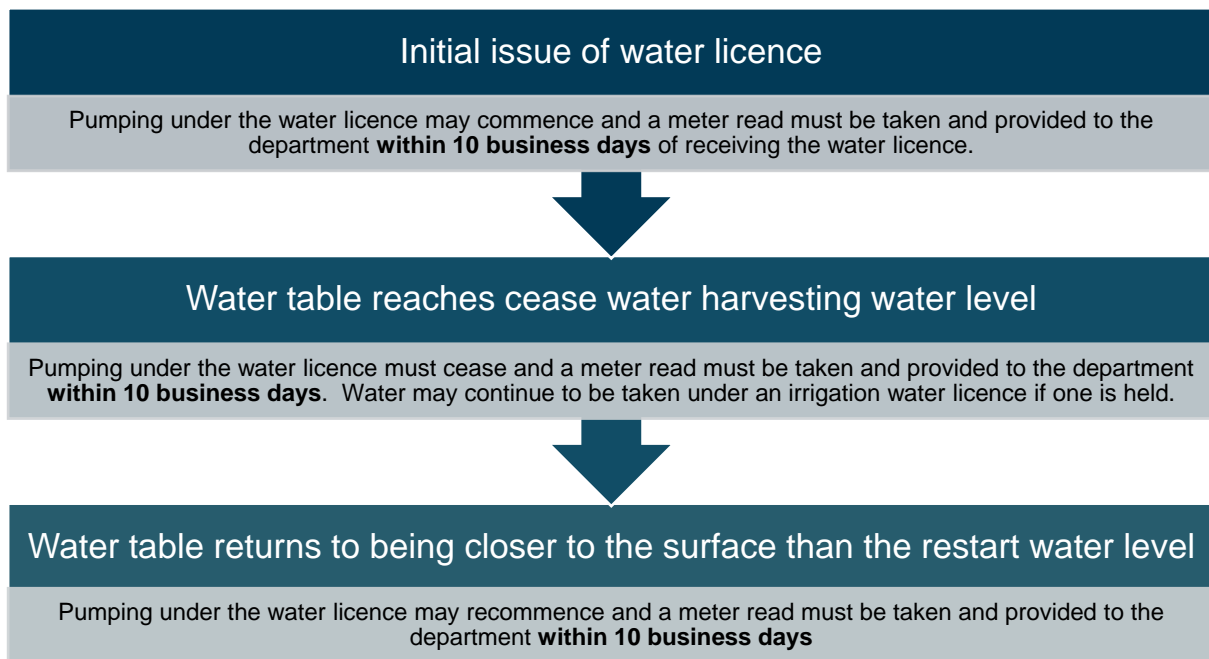 Initial issue of water licence
Pumping under the water licence may commence and a meter read must be taken and provided to the
department within 10 business days of receiving the water licence.
Water table reaches cease water harvesting water level
Pumping under the water licence must cease and a meter read must be taken and provided to the department
within 10 business days.  Water may continue to be taken under an irrigation water licence if one is held.
Water table returns to being closer to the surface than the restart water level
Pumping under the water licence may recommence and a meter read must be taken and provided to the
department within 10 business days